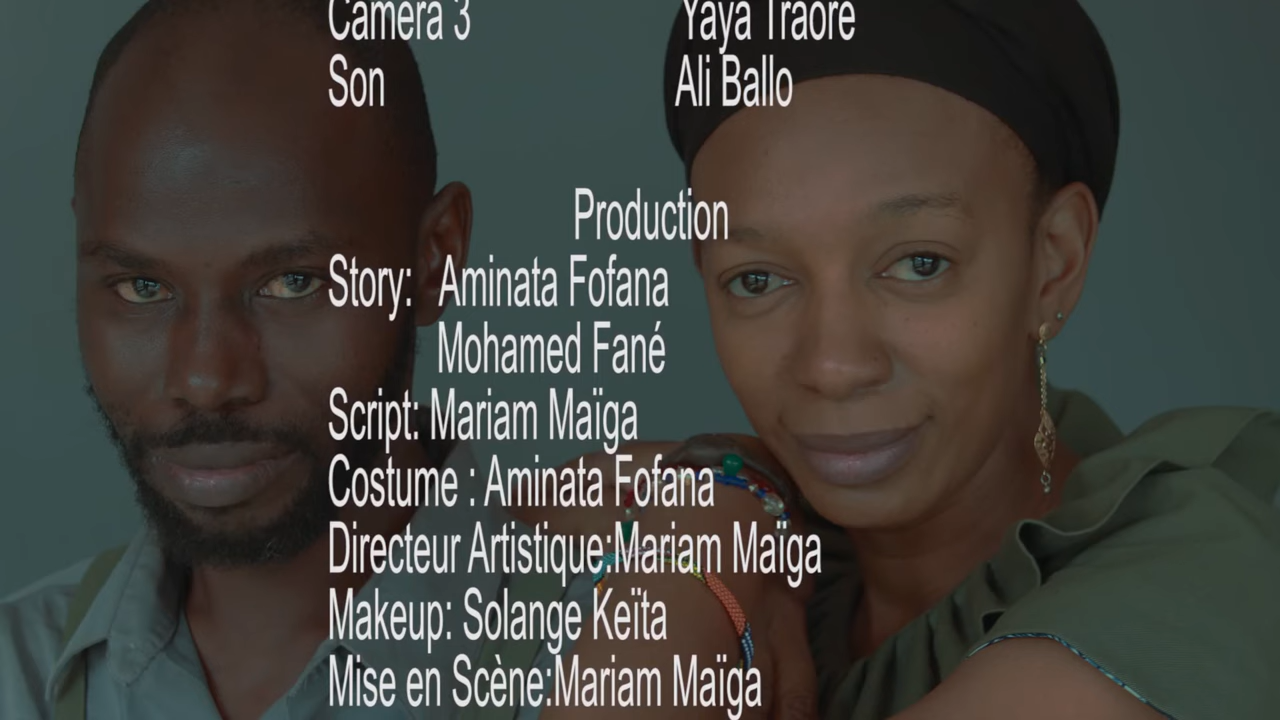 Camera 3 Yaya Traore
Son Ali Ballo
Production
Story: Aminata Fofana
Mohamed Fané
Script: Mariam Maïga
Costume : Aminata Fofana
Directeur Artistique:Mariam Maïga
Makeup: Solange Keïta
Mise en Scène:Mariam Maïga